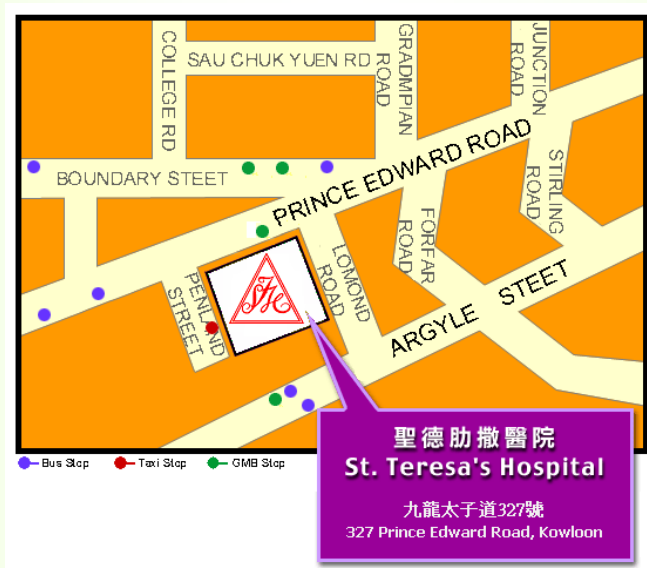 COLLEGE RD
SAU CHUK YUEN RD
GRADMPIAN
ROAD
JUNCTION
ROAD
BOUNDARY STREET
PRINCE EDWARD ROAD
STIRLING
ROAD
FORFAR
ROAD
LOMOND
ROAD
PENLAND
STREET
STH
ARGYLE STEET
聖德肋撒醫院
St. Teresa's Hospital
九龍太子道327號
327 Prince Edward Road, Kowloon
Bus Stop
Taxi Stop
GMB Stop